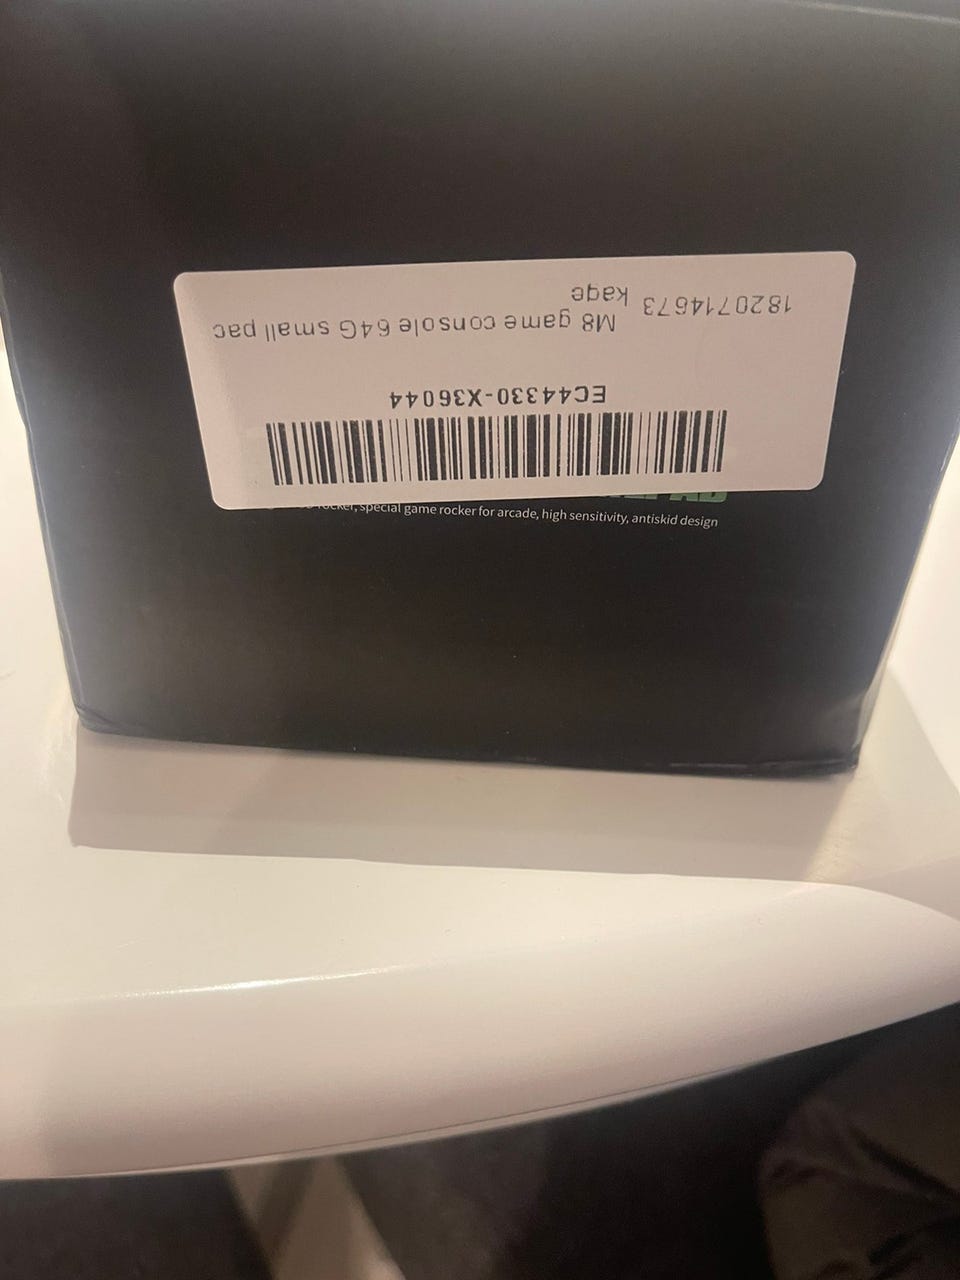 EC44330-X36044
M8 game console 64G small pac
1820714673 kage
special game rocker for arcade, high sensitivity, antiskid design